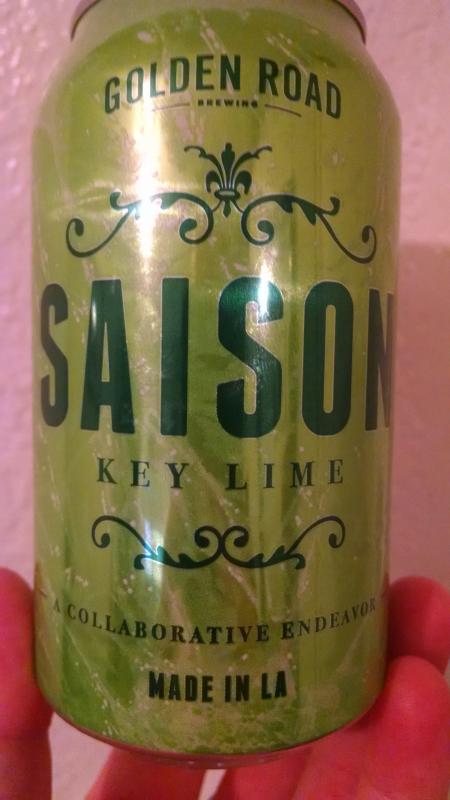 GOLDEN ROAD
BREWING
SAISON
KEY LIME
A COLLABORATIVE ENDEAVOR
MADE IN LA